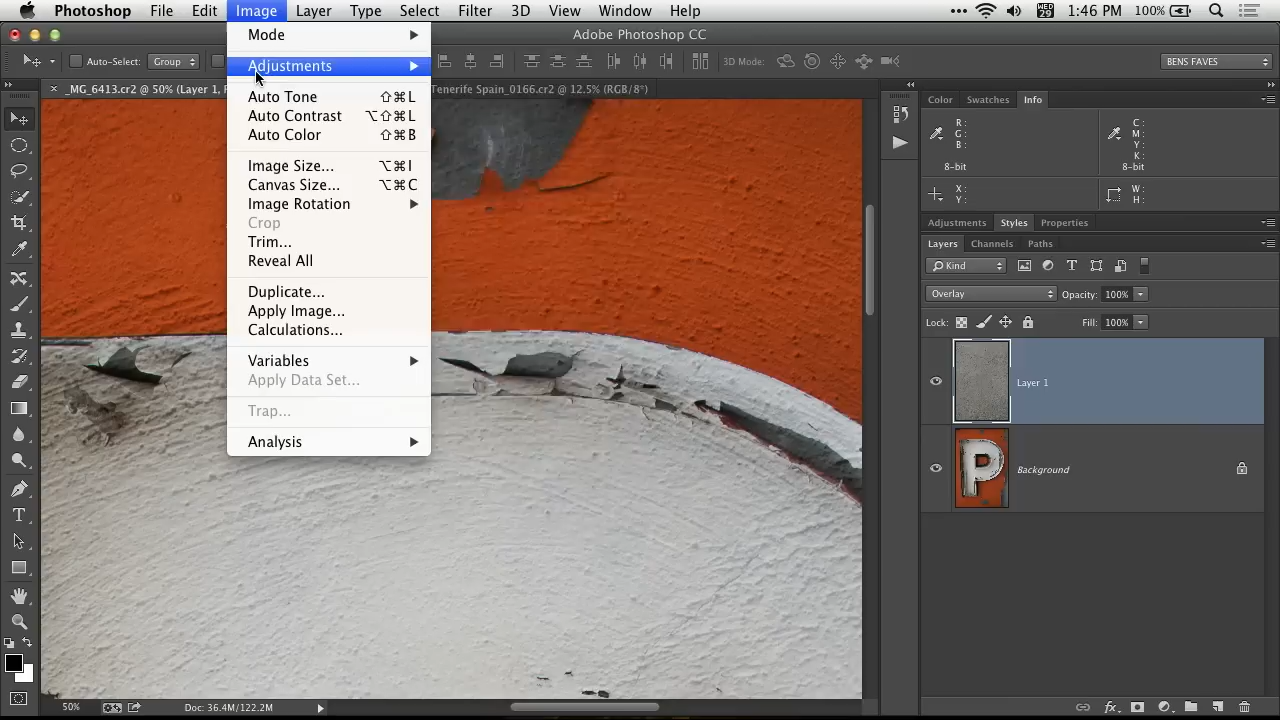 Photoshop File Edit Image Layer Type Select Filter 3D View Window Help WED 29 1:46 PM 100%
Adobe Photoshop CC
Auto-Select: Group 3D Mode: BENS FAVES
_MG_6413.cr2 @ 50% (Layer 1, Tenerife Spain_0166.cr2 @ 12.5% (RGB/8*)
Mode
Adjustments
Auto Tone ⇧⌘L
Auto Contrast ⌥⇧⌘L
Auto Color ⇧⌘B
Image Size... ⌥⌘I
Canvas Size... ⌥⌘C
Image Rotation
Crop
Trim...
Reveal All
Duplicate...
Apply Image...
Calculations...
Variables
Apply Data Set...
Trap...
Analysis
Color Swatches Info
R: C:
G: M:
B: Y:
K:
8-bit 8-bit
X: W:
Y: H:
Adjustments Styles Properties
Layers Channels Paths
Kind
Overlay Opacity: 100%
Lock: Fill: 100%
Layer 1
Background
50% Doc: 36.4M/122.2M